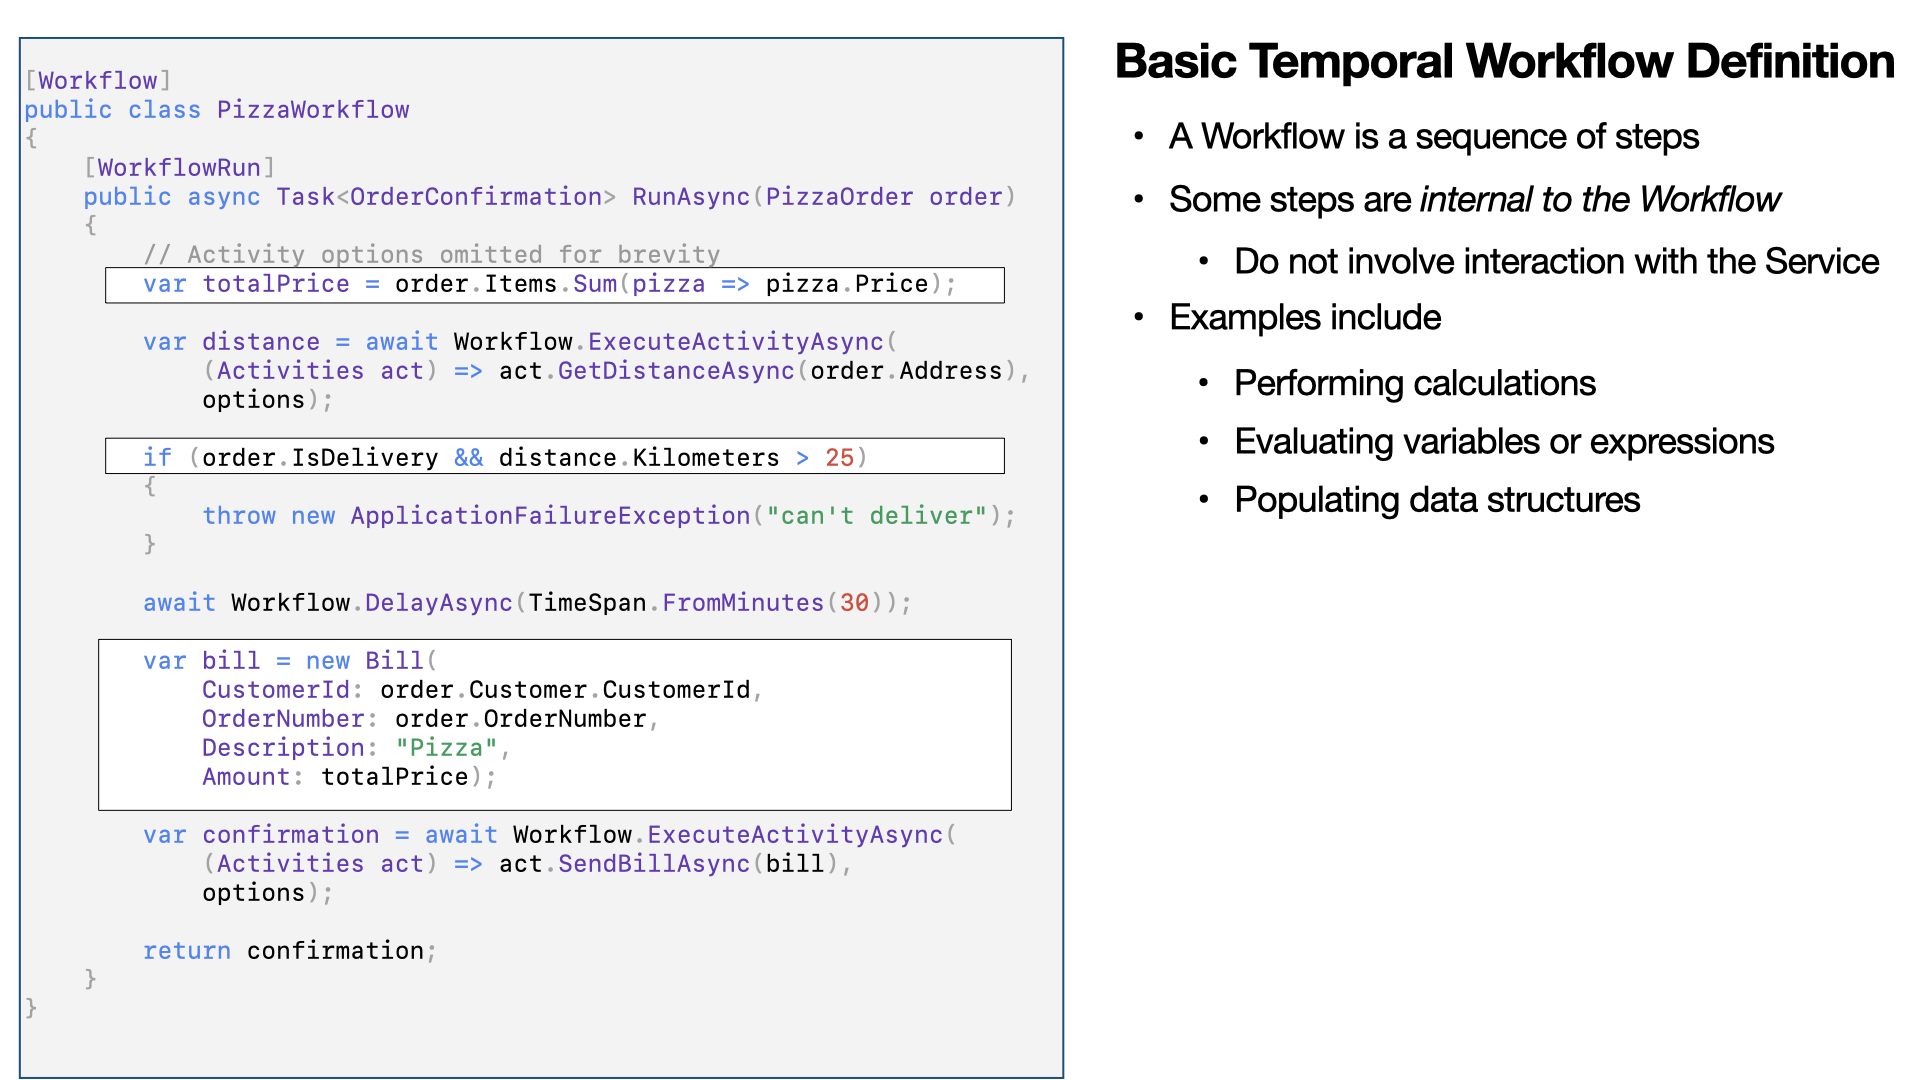 [Workflow]
public class PizzaWorkflow
{
    [WorkflowRun]
    public async Task<OrderConfirmation> RunAsync(PizzaOrder order)
    {
        // Activity options omitted for brevity
        var totalPrice = order.Items.Sum(pizza => pizza.Price);
        var distance = await Workflow.ExecuteActivityAsync(
            (Activities act) => act.GetDistanceAsync(order.Address),
            options);
        if (order.IsDelivery && distance.Kilometers > 25)
        {
            throw new ApplicationFailureException("can't deliver");
        }
        await Workflow.DelayAsync(TimeSpan.FromMinutes(30));
        var bill = new Bill(
            CustomerId: order.Customer.CustomerId,
            OrderNumber: order.OrderNumber,
            Description: "Pizza",
            Amount: totalPrice);
        var confirmation = await Workflow.ExecuteActivityAsync(
            (Activities act) => act.SendBillAsync(bill),
            options);
        return confirmation;
    }
}
Basic Temporal Workflow Definition
• A Workflow is a sequence of steps
• Some steps are internal to the Workflow
• Do not involve interaction with the Service
• Examples include
• Performing calculations
• Evaluating variables or expressions
• Populating data structures